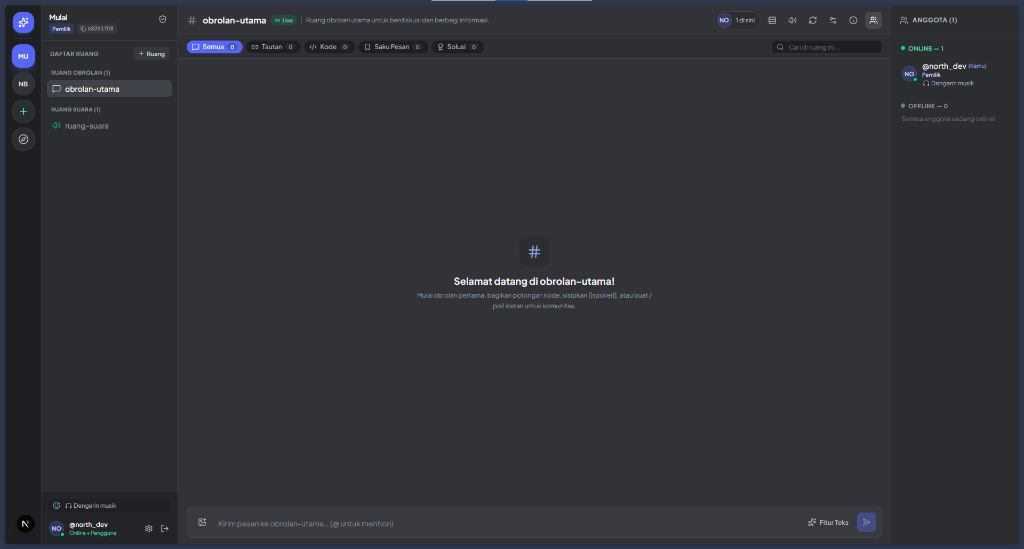 Mulai
Pemilik 48261708
DAFTAR RUANG + Ruang
RUANG OBROLAN (1)
obrolan-utama
RUANG SUARA (1)
ruang-suara
MU
NB
N
Dengerin musik
NO @north_dev
Online • Pengguna
# obrolan-utama Live Ruang obrolan utama untuk berdiskusi dan berbagi informasi.
NO 1 di sini
Semua 0 Tautan 0 Kode 0 Saku Pesan 0 Solusi 0
Cari di ruang ini...
#
Selamat datang di obrolan-utama!
Mulai obrolan pertama, bagikan potongan kode, sisipkan ||spoiler||, atau buat /
poll instan untuk komunitas.
Kirim pesan ke obrolan-utama... (@ untuk mention)
Fitur Teks
ANGGOTA (1)
ONLINE — 1
NO @north_dev (Kamu)
Pemilik
Dengerin musik
OFFLINE — 0
Semua anggota sedang online!